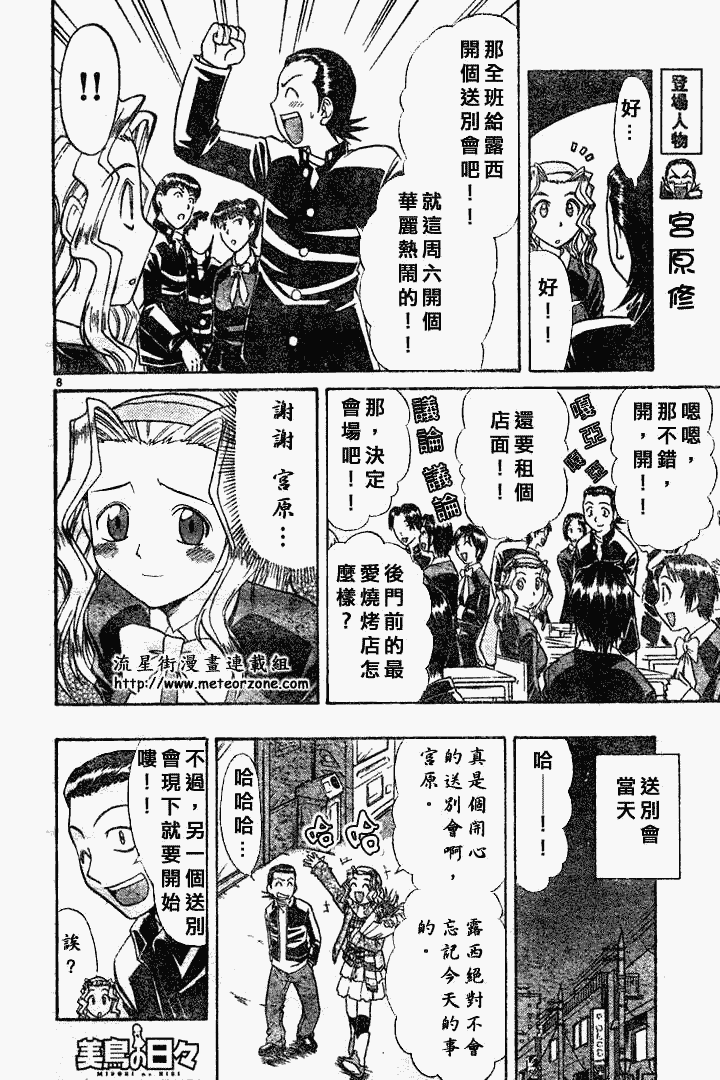 登場人物
宮原修
好…
好！！
那全班給露西
開個送別會吧！！
就這周六開個
華麗熱鬧的！！
！！
8
嗯嗯，
那不錯，
開，開！！
嘎亞
嘎亞
還要租個
店面！！
議論議論
那，決定
會場吧！！
後門前的最
愛燒烤店怎
麼樣？
謝謝宮原…
流星街漫畫連載組
http://www.meteorzone.com
送別會
當天
哈——！！
真是個開心
的送別會啊，
宮原．
露西絕對不會
忘記今天的事
的．
哈哈
哈哈哈…
不過，另一個送別
會現下就要開始
嘍！！
誒？
美鳥の日々
MIDORI no HIBI